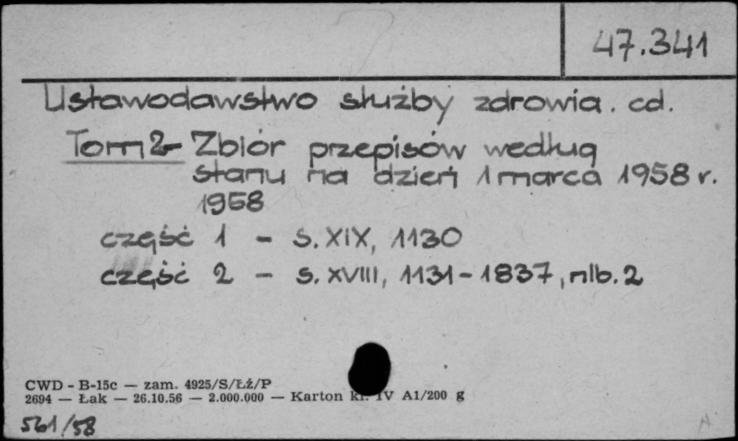 47.341
Ustawodawstwo służby zdrowia. cd.
Tom 2 - Zbiór przepisów według
stanu na dzień 1 marca 1958 r.
1958
część 1 - s. XIX, 1130
część 2 - s. XVIII, 1131-1837, nlb. 2
CWD - B-15c — zam. 4925/S/Łż/P
2694 — Łak — 26.10.56 — 2.000.000 — Karton kl. IV A1/200 g
561/58